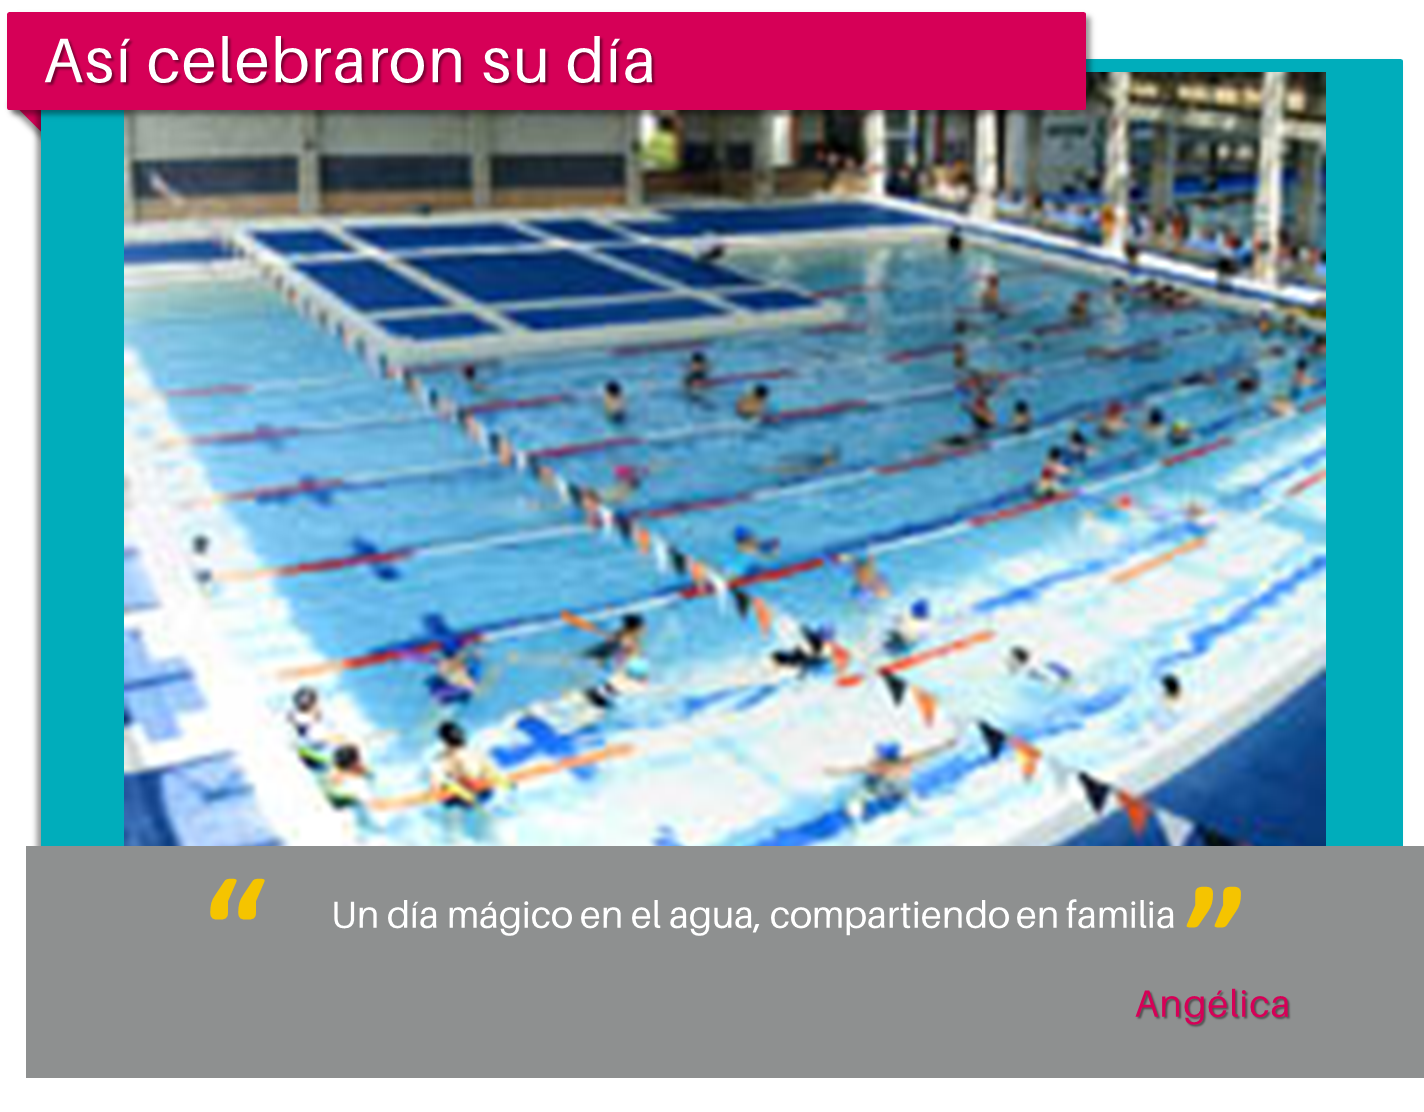 Así celebraron su día
“ Un día mágico en el agua, compartiendo en familia ”
Angélica